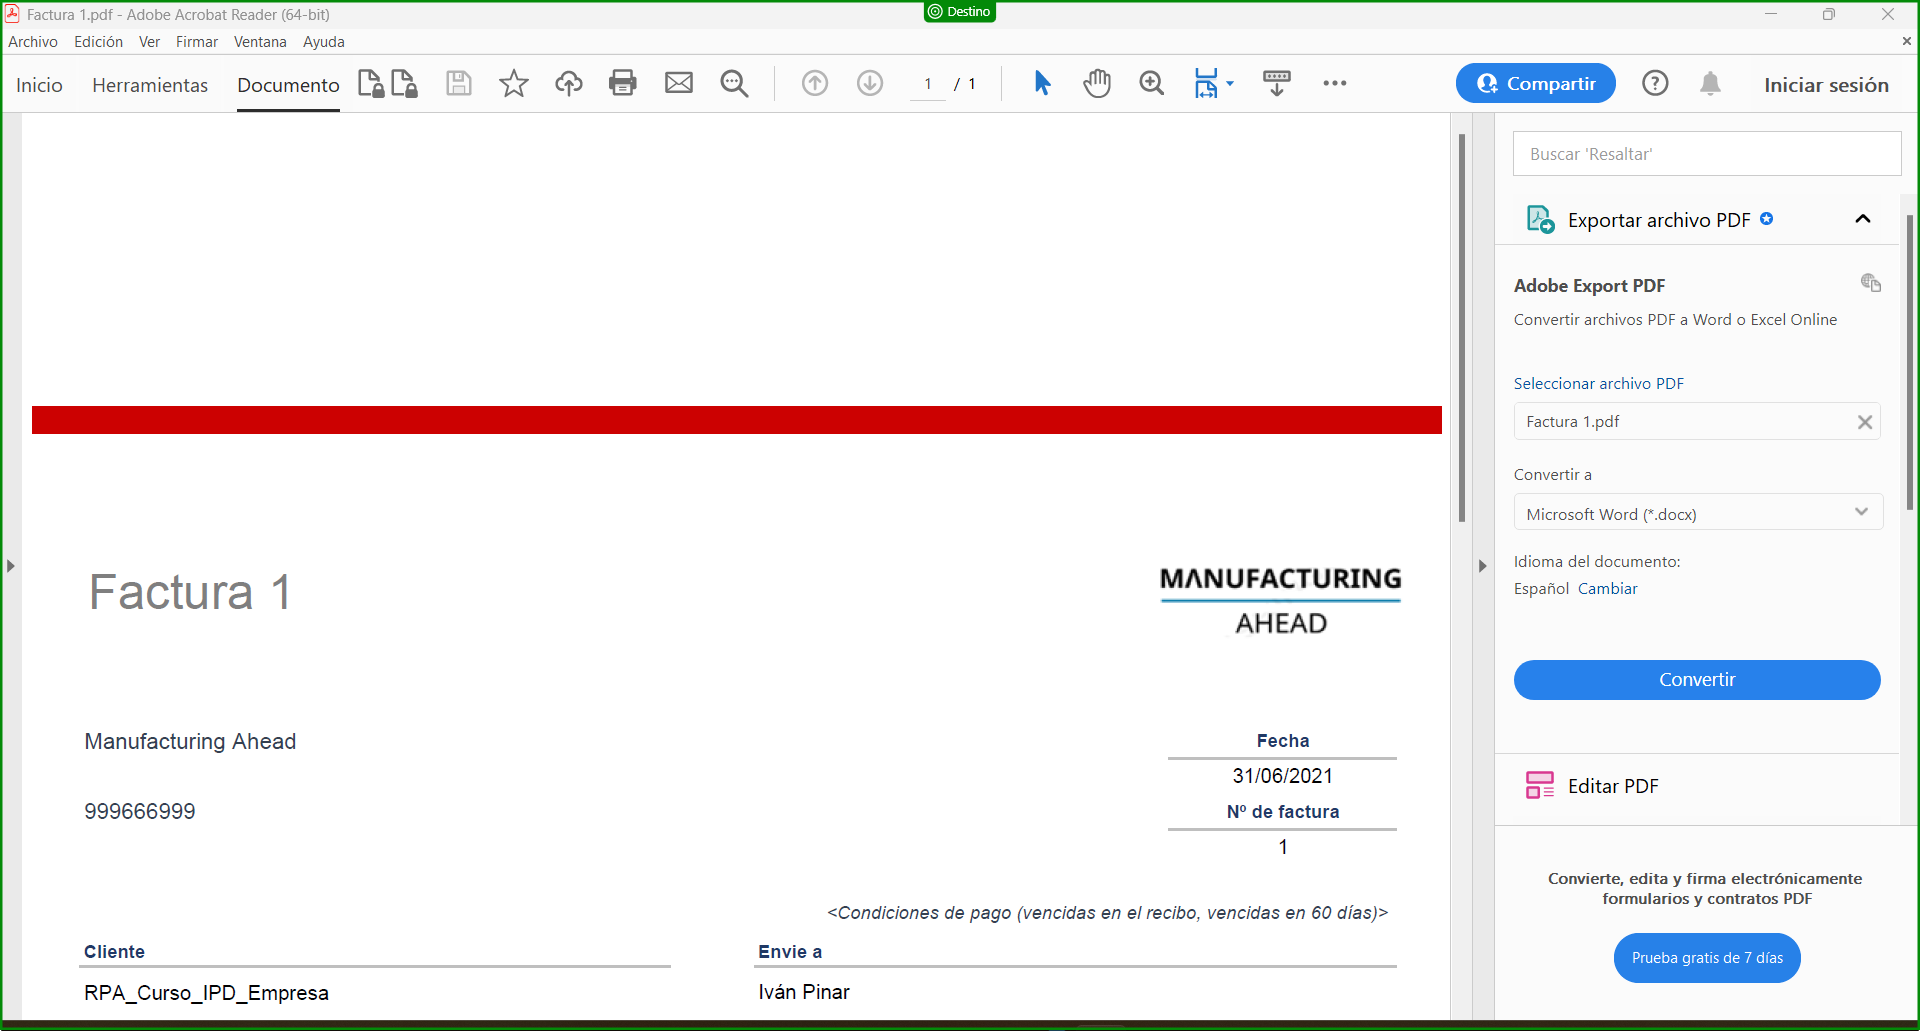 Factura 1.pdf - Adobe Acrobat Reader (64-bit)
Destino
Archivo Edición Ver Firmar Ventana Ayuda
Inicio Herramientas Documento 1 / 1 Compartir Iniciar sesión
Buscar 'Resaltar'
Exportar archivo PDF
Adobe Export PDF
Convertir archivos PDF a Word o Excel Online
Seleccionar archivo PDF
Factura 1.pdf
Convertir a
Microsoft Word (*.docx)
Idioma del documento:
Español Cambiar
Convertir
Editar PDF
Convierte, edita y firma electrónicamente
formularios y contratos PDF
Prueba gratis de 7 días
Factura 1
MANUFACTURING
AHEAD
Manufacturing Ahead
999666999
Fecha
31/06/2021
Nº de factura
1
<Condiciones de pago (vencidas en el recibo, vencidas en 60 días)>
Cliente
RPA_Curso_IPD_Empresa
Envie a
Iván Pinar